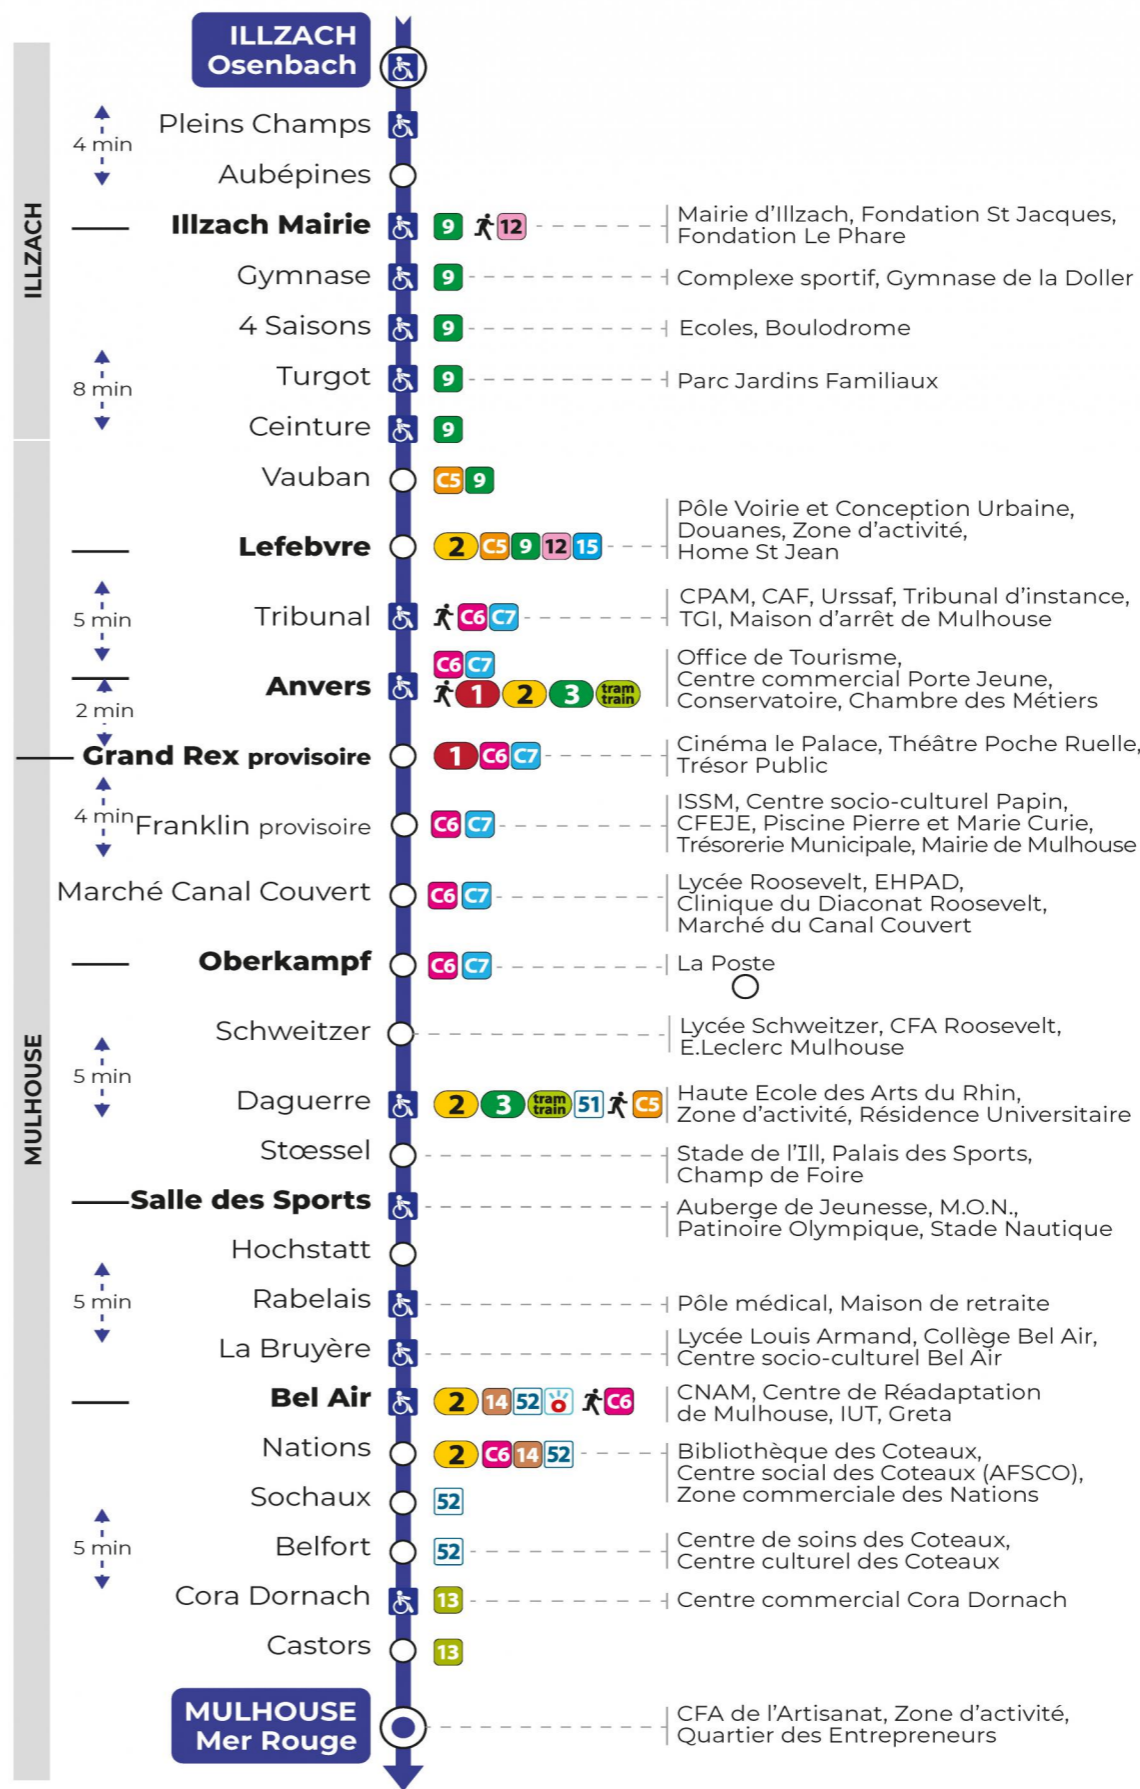 ILLZACH
Osenbach
Pleins Champs
4 min
Aubépines
ILLZACH
Illzach Mairie
9 12
Mairie d'Illzach, Fondation St Jacques,
Fondation Le Phare
Gymnase
9
Complexe sportif, Gymnase de la Doller
4 Saisons
9
Ecoles, Boulodrome
8 min
Turgot
9
Parc Jardins Familiaux
Ceinture
9
Vauban
C5 9
Lefebvre
2 C5 9 12 15
Pôle Voirie et Conception Urbaine,
Douanes, Zone d'activité,
Home St Jean
5 min
Tribunal
C6 C7
CPAM, CAF, Urssaf, Tribunal d'instance,
TGI, Maison d'arrêt de Mulhouse
Anvers
C6 C7
1 2 3 tram train
Office de Tourisme,
Centre commercial Porte Jeune,
Conservatoire, Chambre des Métiers
2 min
Grand Rex provisoire
1 C6 C7
Cinéma le Palace, Théâtre Poche Ruelle,
Trésor Public
4 min
Franklin provisoire
C6 C7
ISSM, Centre socio-culturel Papin,
CFEJE, Piscine Pierre et Marie Curie,
Trésorerie Municipale, Mairie de Mulhouse
Marché Canal Couvert
C6 C7
Lycée Roosevelt, EHPAD,
Clinique du Diaconat Roosevelt,
Marché du Canal Couvert
Oberkampf
C6 C7
La Poste
MULHOUSE
Schweitzer
Lycée Schweitzer, CFA Roosevelt,
E.Leclerc Mulhouse
5 min
Daguerre
2 3 tram train 51 C5
Haute Ecole des Arts du Rhin,
Zone d'activité, Résidence Universitaire
Stœssel
Stade de l'Ill, Palais des Sports,
Champ de Foire
Salle des Sports
Auberge de Jeunesse, M.O.N.,
Patinoire Olympique, Stade Nautique
Hochstatt
5 min
Rabelais
Pôle médical, Maison de retraite
La Bruyère
Lycée Louis Armand, Collège Bel Air,
Centre socio-culturel Bel Air
Bel Air
2 14 52 C6
CNAM, Centre de Réadaptation
de Mulhouse, IUT, Greta
Nations
2 C6 14 52
Bibliothèque des Coteaux,
Centre social des Coteaux (AFSCO),
Zone commerciale des Nations
Sochaux
52
5 min
Belfort
52
Centre de soins des Coteaux,
Centre culturel des Coteaux
Cora Dornach
13
Centre commercial Cora Dornach
Castors
13
MULHOUSE
Mer Rouge
CFA de l'Artisanat, Zone d'activité,
Quartier des Entrepreneurs